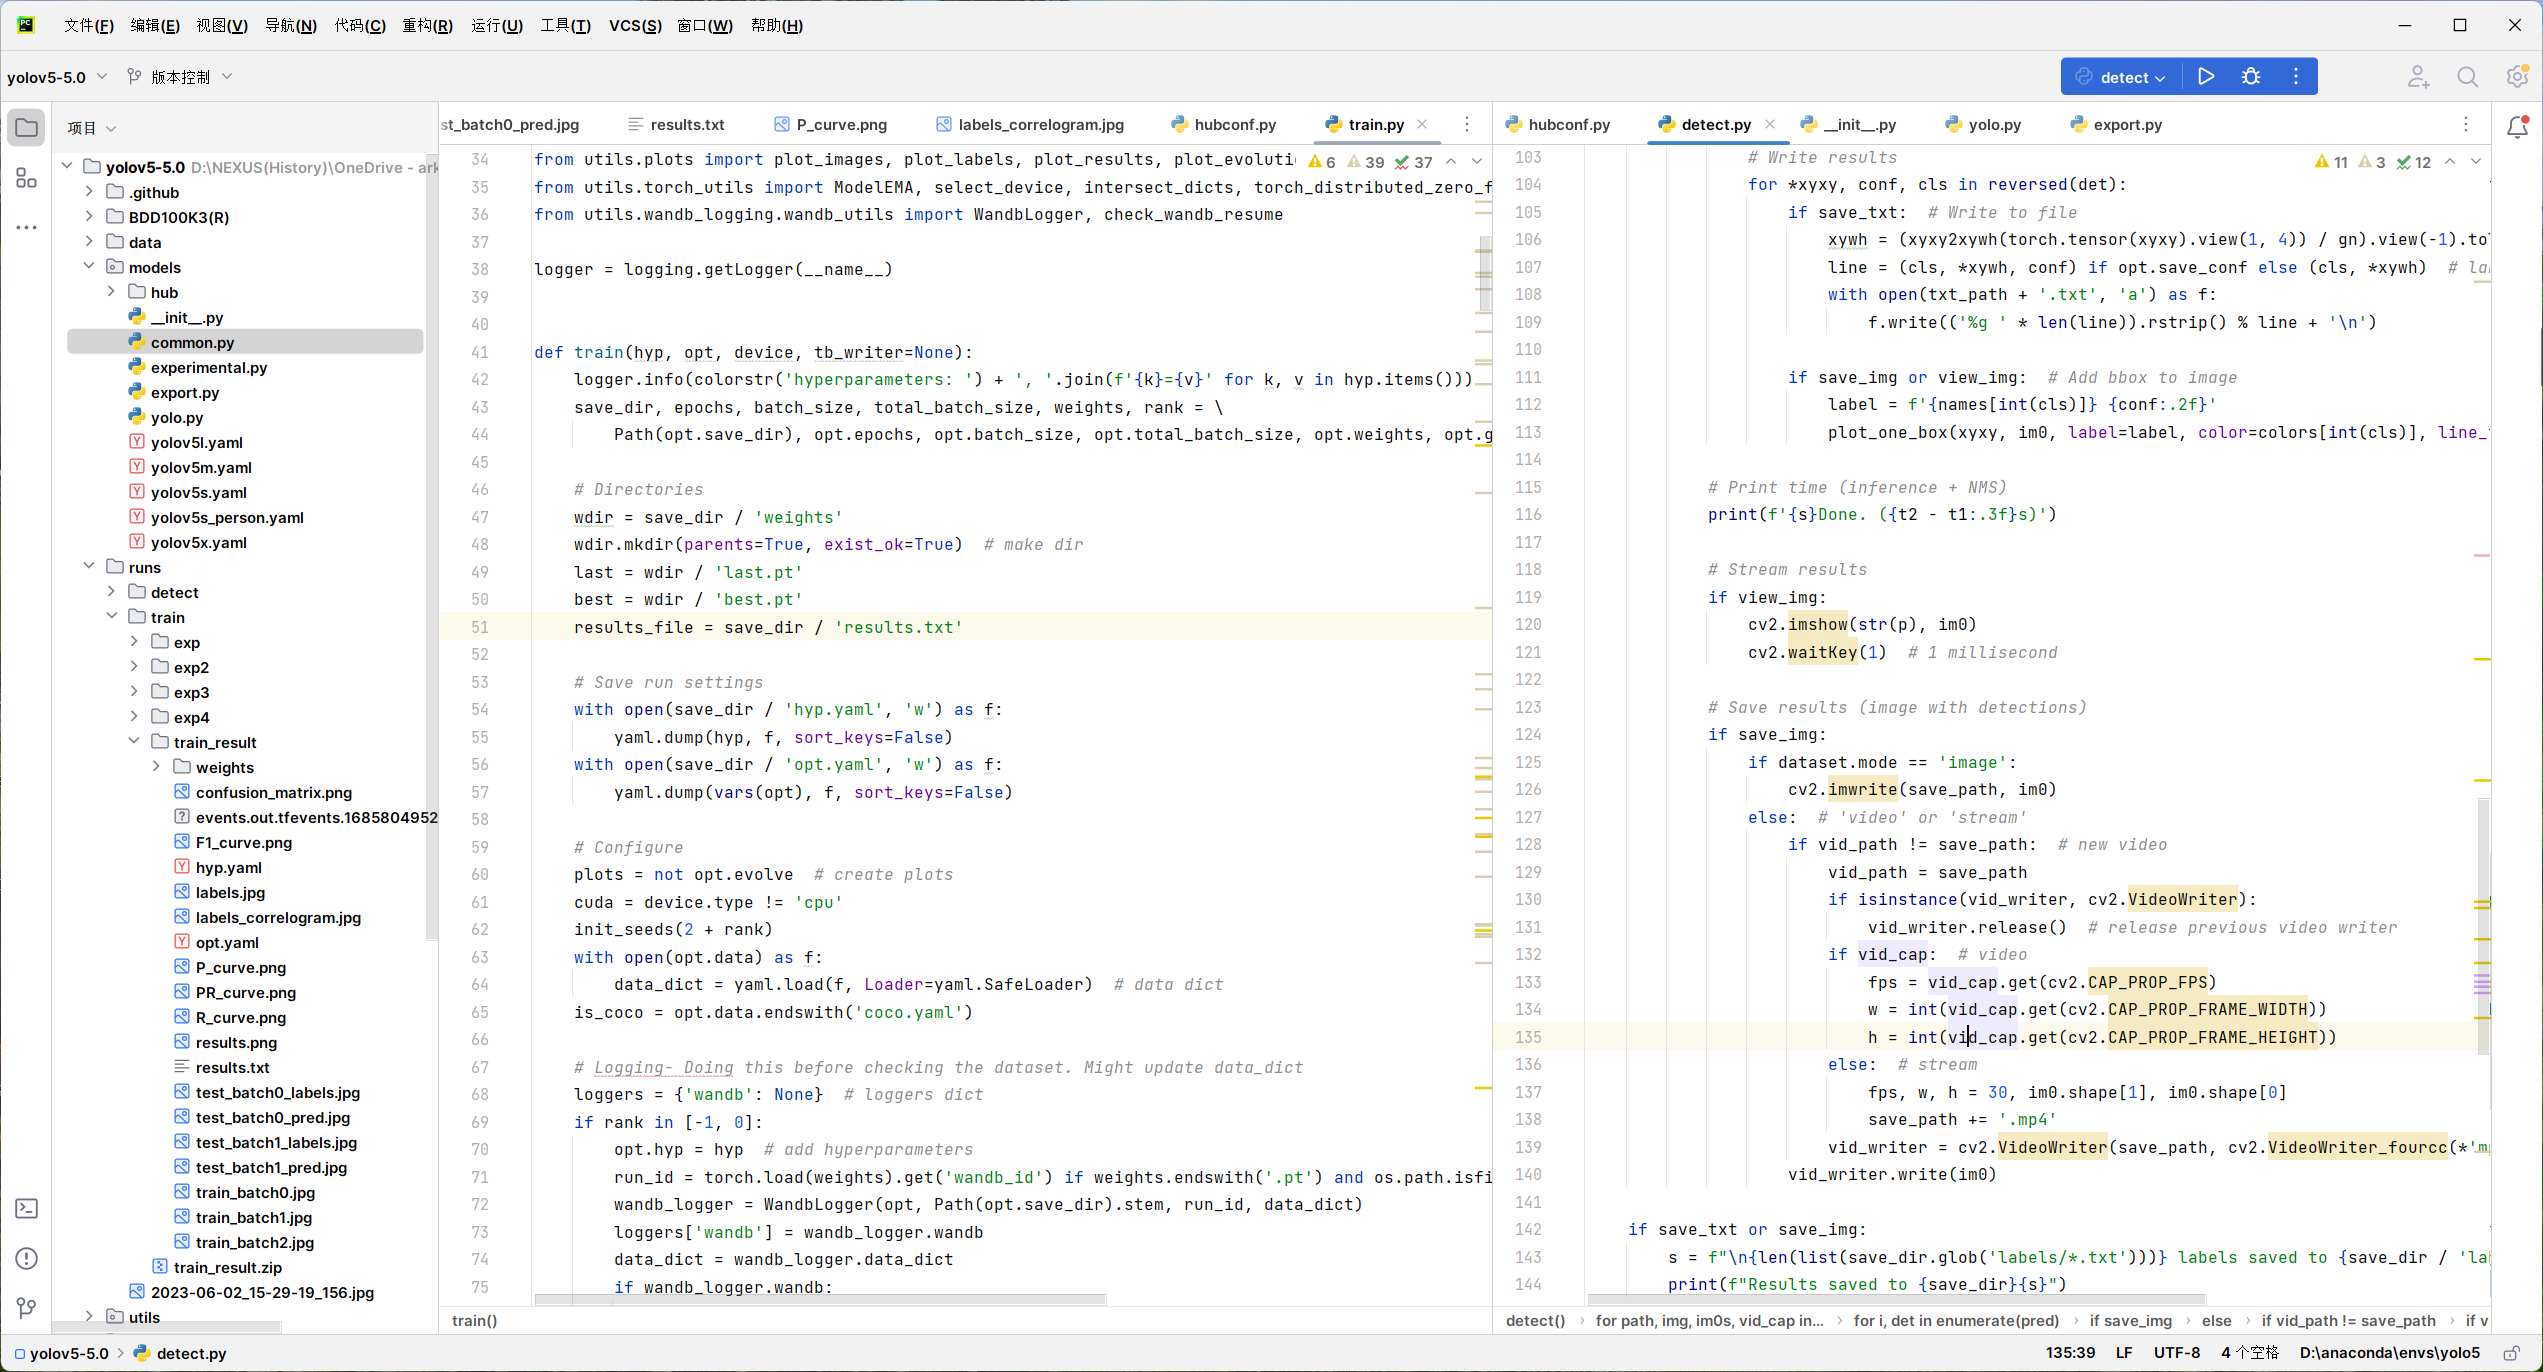 文件(F) 编辑(E) 视图(V) 导航(N) 代码(C) 重构(R) 运行(U) 工具(T) VCS(S) 窗口(W) 帮助(H)
yolov5-5.0 版本控制 detect
项目
yolov5-5.0 D:\NEXUS(History)\OneDrive - ark
.github
BDD100K3(R)
data
models
hub
__init__.py
common.py
experimental.py
export.py
yolo.py
yolov5l.yaml
yolov5m.yaml
yolov5s.yaml
yolov5s_person.yaml
yolov5x.yaml
runs
detect
train
exp
exp2
exp3
exp4
train_result
weights
confusion_matrix.png
events.out.tfevents.1685804952
F1_curve.png
hyp.yaml
labels.jpg
labels_correlogram.jpg
opt.yaml
P_curve.png
PR_curve.png
R_curve.png
results.png
results.txt
test_batch0_labels.jpg
test_batch0_pred.jpg
test_batch1_labels.jpg
test_batch1_pred.jpg
train_batch0.jpg
train_batch1.jpg
train_batch2.jpg
train_result.zip
2023-06-02_15-29-19_156.jpg
utils
st_batch0_pred.jpg results.txt P_curve.png labels_correlogram.jpg hubconf.py train.py
6 39 37
34 from utils.plots import plot_images, plot_labels, plot_results, plot_evoluti
35 from utils.torch_utils import ModelEMA, select_device, intersect_dicts, torch_distributed_zero_f
36 from utils.wandb_logging.wandb_utils import WandbLogger, check_wandb_resume
37
38 logger = logging.getLogger(__name__)
39
40
41 def train(hyp, opt, device, tb_writer=None):
42 logger.info(colorstr('hyperparameters: ') + ', '.join(f'{k}={v}' for k, v in hyp.items()))
43 save_dir, epochs, batch_size, total_batch_size, weights, rank = \
44 Path(opt.save_dir), opt.epochs, opt.batch_size, opt.total_batch_size, opt.weights, opt.g
45
46 # Directories
47 wdir = save_dir / 'weights'
48 wdir.mkdir(parents=True, exist_ok=True)  # make dir
49 last = wdir / 'last.pt'
50 best = wdir / 'best.pt'
51 results_file = save_dir / 'results.txt'
52
53 # Save run settings
54 with open(save_dir / 'hyp.yaml', 'w') as f:
55 yaml.dump(hyp, f, sort_keys=False)
56 with open(save_dir / 'opt.yaml', 'w') as f:
57 yaml.dump(vars(opt), f, sort_keys=False)
58
59 # Configure
60 plots = not opt.evolve  # create plots
61 cuda = device.type != 'cpu'
62 init_seeds(2 + rank)
63 with open(opt.data) as f:
64 data_dict = yaml.load(f, Loader=yaml.SafeLoader)  # data dict
65 is_coco = opt.data.endswith('coco.yaml')
66
67 # Logging- Doing this before checking the dataset. Might update data_dict
68 loggers = {'wandb': None}  # loggers dict
69 if rank in [-1, 0]:
70 opt.hyp = hyp  # add hyperparameters
71 run_id = torch.load(weights).get('wandb_id') if weights.endswith('.pt') and os.path.isfi
72 wandb_logger = WandbLogger(opt, Path(opt.save_dir).stem, run_id, data_dict)
73 loggers['wandb'] = wandb_logger.wandb
74 data_dict = wandb_logger.data_dict
75 if wandb_logger.wandb:
train()
hubconf.py detect.py __init__.py yolo.py export.py
11 3 12
103 # Write results
104 for *xyxy, conf, cls in reversed(det):
105 if save_txt:  # Write to file
106 xywh = (xyxy2xywh(torch.tensor(xyxy).view(1, 4)) / gn).view(-1).to
107 line = (cls, *xywh, conf) if opt.save_conf else (cls, *xywh)  # la
108 with open(txt_path + '.txt', 'a') as f:
109 f.write(('%g ' * len(line)).rstrip() % line + '\n')
110
111 if save_img or view_img:  # Add bbox to image
112 label = f'{names[int(cls)]} {conf:.2f}'
113 plot_one_box(xyxy, im0, label=label, color=colors[int(cls)], line_
114
115 # Print time (inference + NMS)
116 print(f'{s}Done. ({t2 - t1:.3f}s)')
117
118 # Stream results
119 if view_img:
120 cv2.imshow(str(p), im0)
121 cv2.waitKey(1)  # 1 millisecond
122
123 # Save results (image with detections)
124 if save_img:
125 if dataset.mode == 'image':
126 cv2.imwrite(save_path, im0)
127 else:  # 'video' or 'stream'
128 if vid_path != save_path:  # new video
129 vid_path = save_path
130 if isinstance(vid_writer, cv2.VideoWriter):
131 vid_writer.release()  # release previous video writer
132 if vid_cap:  # video
133 fps = vid_cap.get(cv2.CAP_PROP_FPS)
134 w = int(vid_cap.get(cv2.CAP_PROP_FRAME_WIDTH))
135 h = int(vid_cap.get(cv2.CAP_PROP_FRAME_HEIGHT))
136 else:  # stream
137 fps, w, h = 30, im0.shape[1], im0.shape[0]
138 save_path += '.mp4'
139 vid_writer = cv2.VideoWriter(save_path, cv2.VideoWriter_fourcc(*'m
140 vid_writer.write(im0)
141
142 if save_txt or save_img:
143 s = f"\n{len(list(save_dir.glob('labels/*.txt')))} labels saved to {save_dir / 'la
144 print(f"Results saved to {save_dir}{s}")
detect() › for path, img, im0s, vid_cap in... › for i, det in enumerate(pred) › if save_img › else › if vid_path != save_path › if v
yolov5-5.0 › detect.py 135:39 LF UTF-8 4 个空格 D:\anaconda\envs\yolo5